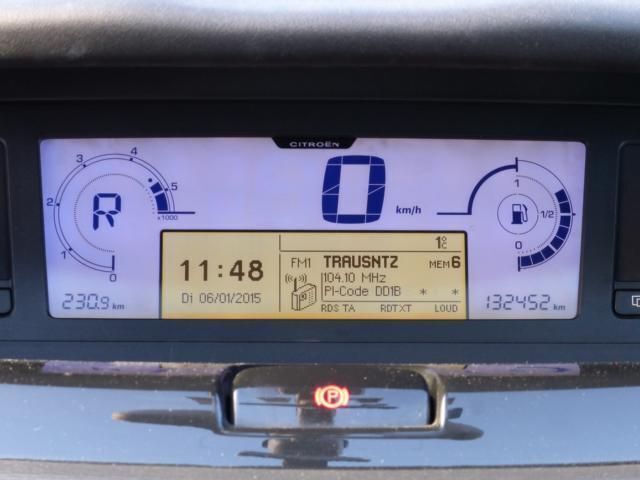 CITROËN
3 4
2 5
x1000
1 0
R
0 km/h
1
1/2
0
1°C
11:48
Di 06/01/2015
FM1 TRAUSNTZ MEM 6
104.10 MHz
PI-Code DD1B * *
RDS TA RDTXT LOUD
230.9 km
132452 km
P